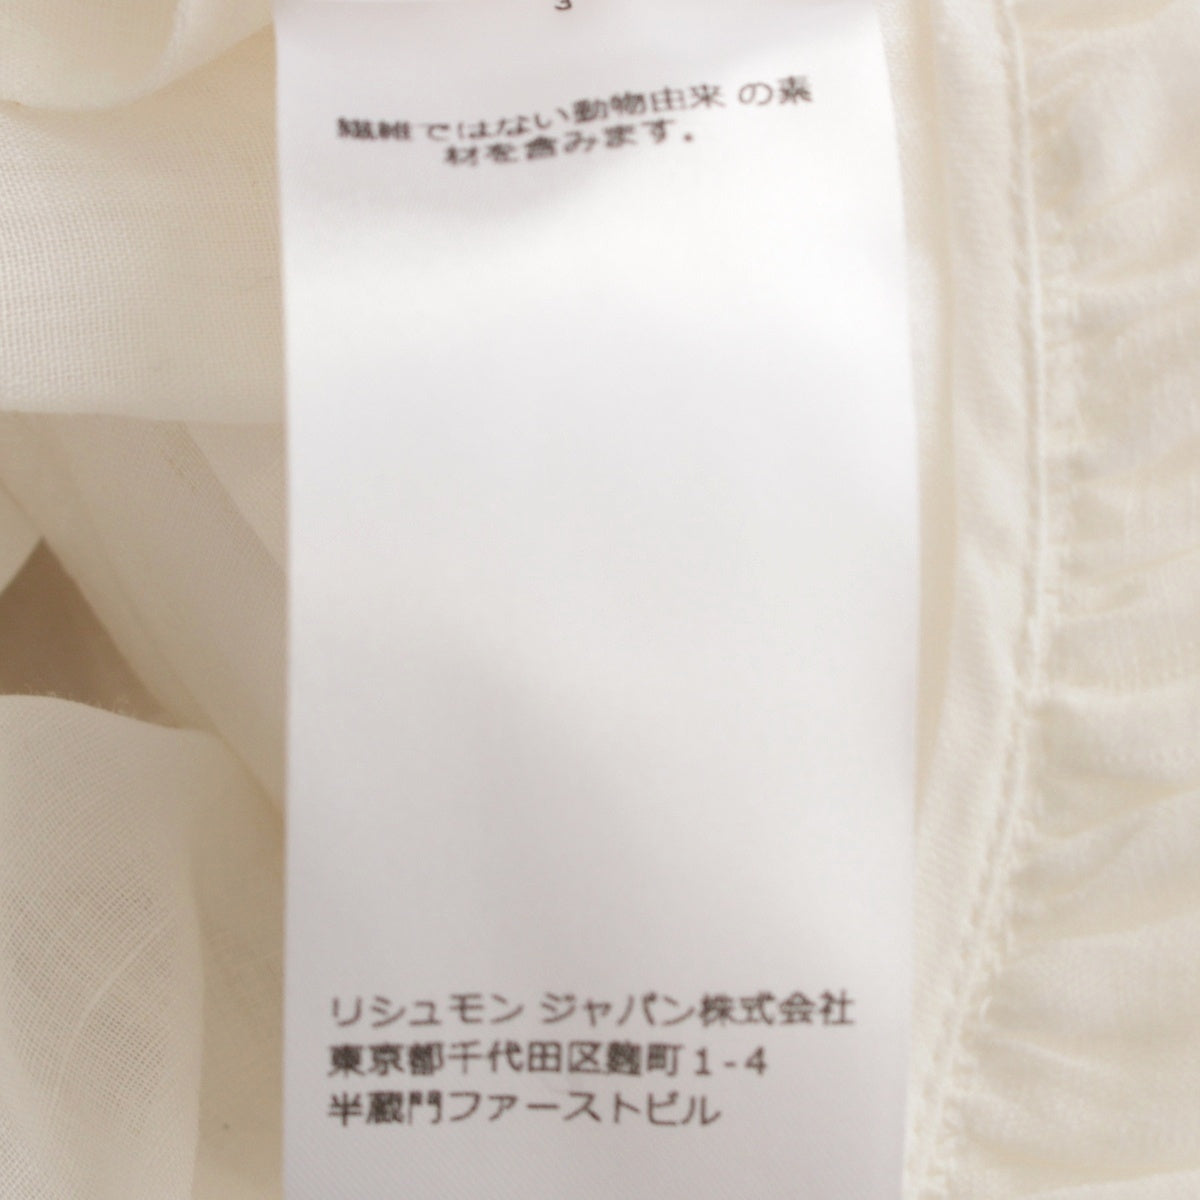 3
繊維ではない動物由来 の素
材を含みます。
リシュモン ジャパン株式会社
東京都千代田区麹町1-4
半蔵門ファーストビル